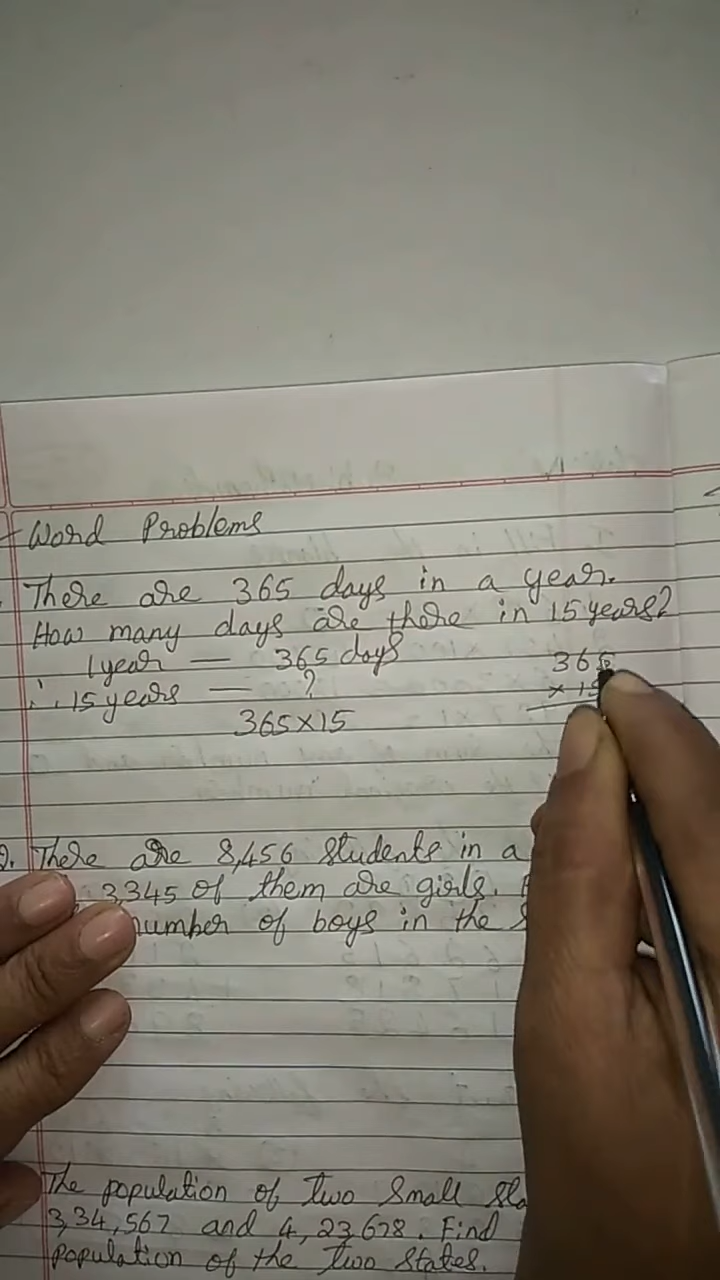 Word Problems
There are 365 days in a year.
How many days are there in 15 years?
1 year — 365 days
∴ 15 years — ?
365×15
365
× 15
2. There are 8,456 students in a
3,345 of them are girls.
number of boys in the
The population of two small
3,34,567 and 4,23,678. Find
population of the two states.